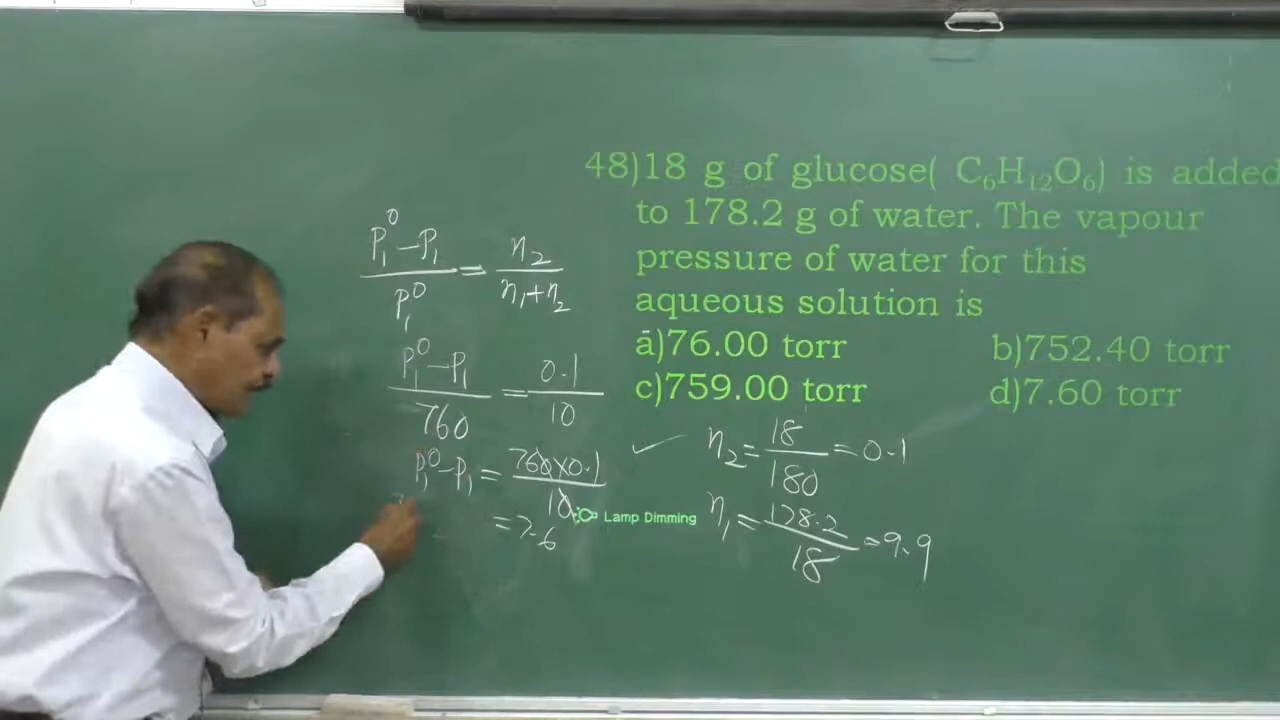 48)18 g of glucose( C₆H₁₂O₆) is added
to 178.2 g of water. The vapour
pressure of water for this
aqueous solution is
a)76.00 torr b)752.40 torr
c)759.00 torr d)7.60 torr
(P₁⁰ – P₁)/P₁⁰ = n₂/(n₁+n₂)
(P₁⁰ – P₁)/760 = 0.1/10
P₁⁰ – P₁ = (760×0.1)/10
= 7.6
n₂ = 18/180 = 0.1
n₁ = 178.2/18 = 9.9
Lamp Dimming